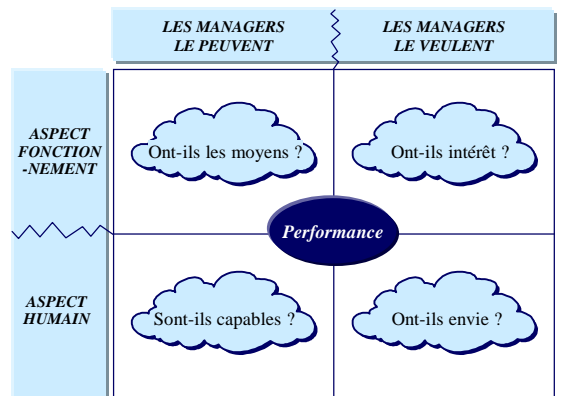 LES MANAGERS
LE PEUVENT
LES MANAGERS
LE VEULENT
ASPECT
FONCTION
-NEMENT
Ont-ils les moyens ?
Ont-ils intérêt ?
Performance
ASPECT
HUMAIN
Sont-ils capables ?
Ont-ils envie ?